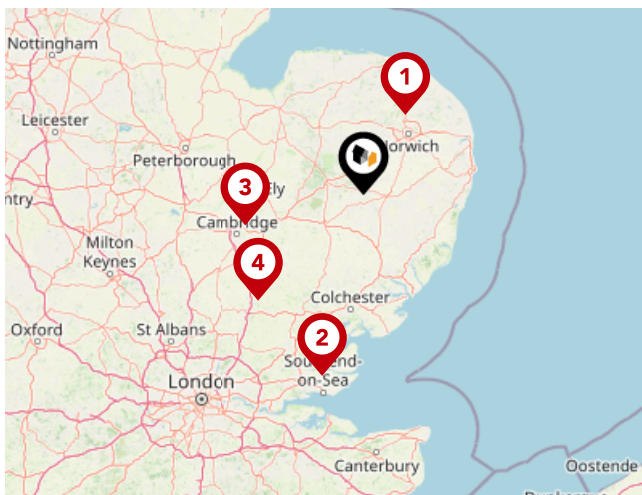 Nottingham
1
Leicester
Norwich
Peterborough
3
Ely
ntry
Cambridge
Milton
Keynes
4
Colchester
Oxford
St Albans
2
Southend-
on-Sea
London
Canterbury
Oostende